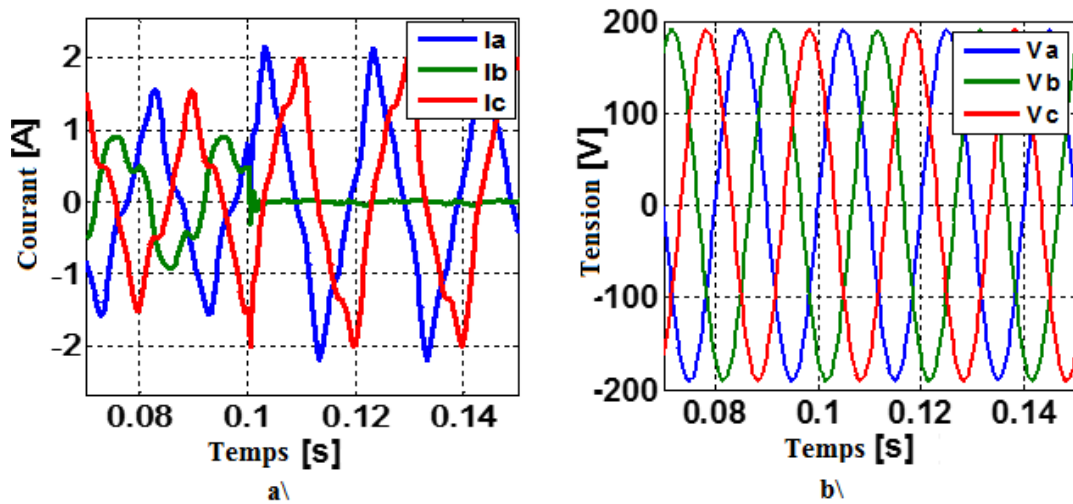 Courant [A]
2
1
0
-1
-2
Ia
Ib
Ic
0.08
0.1
0.12
0.14
Temps [s]
a\
Tension [V]
200
100
0
-100
-200
Va
Vb
Vc
0.08
0.1
0.12
0.14
Temps [s]
b\